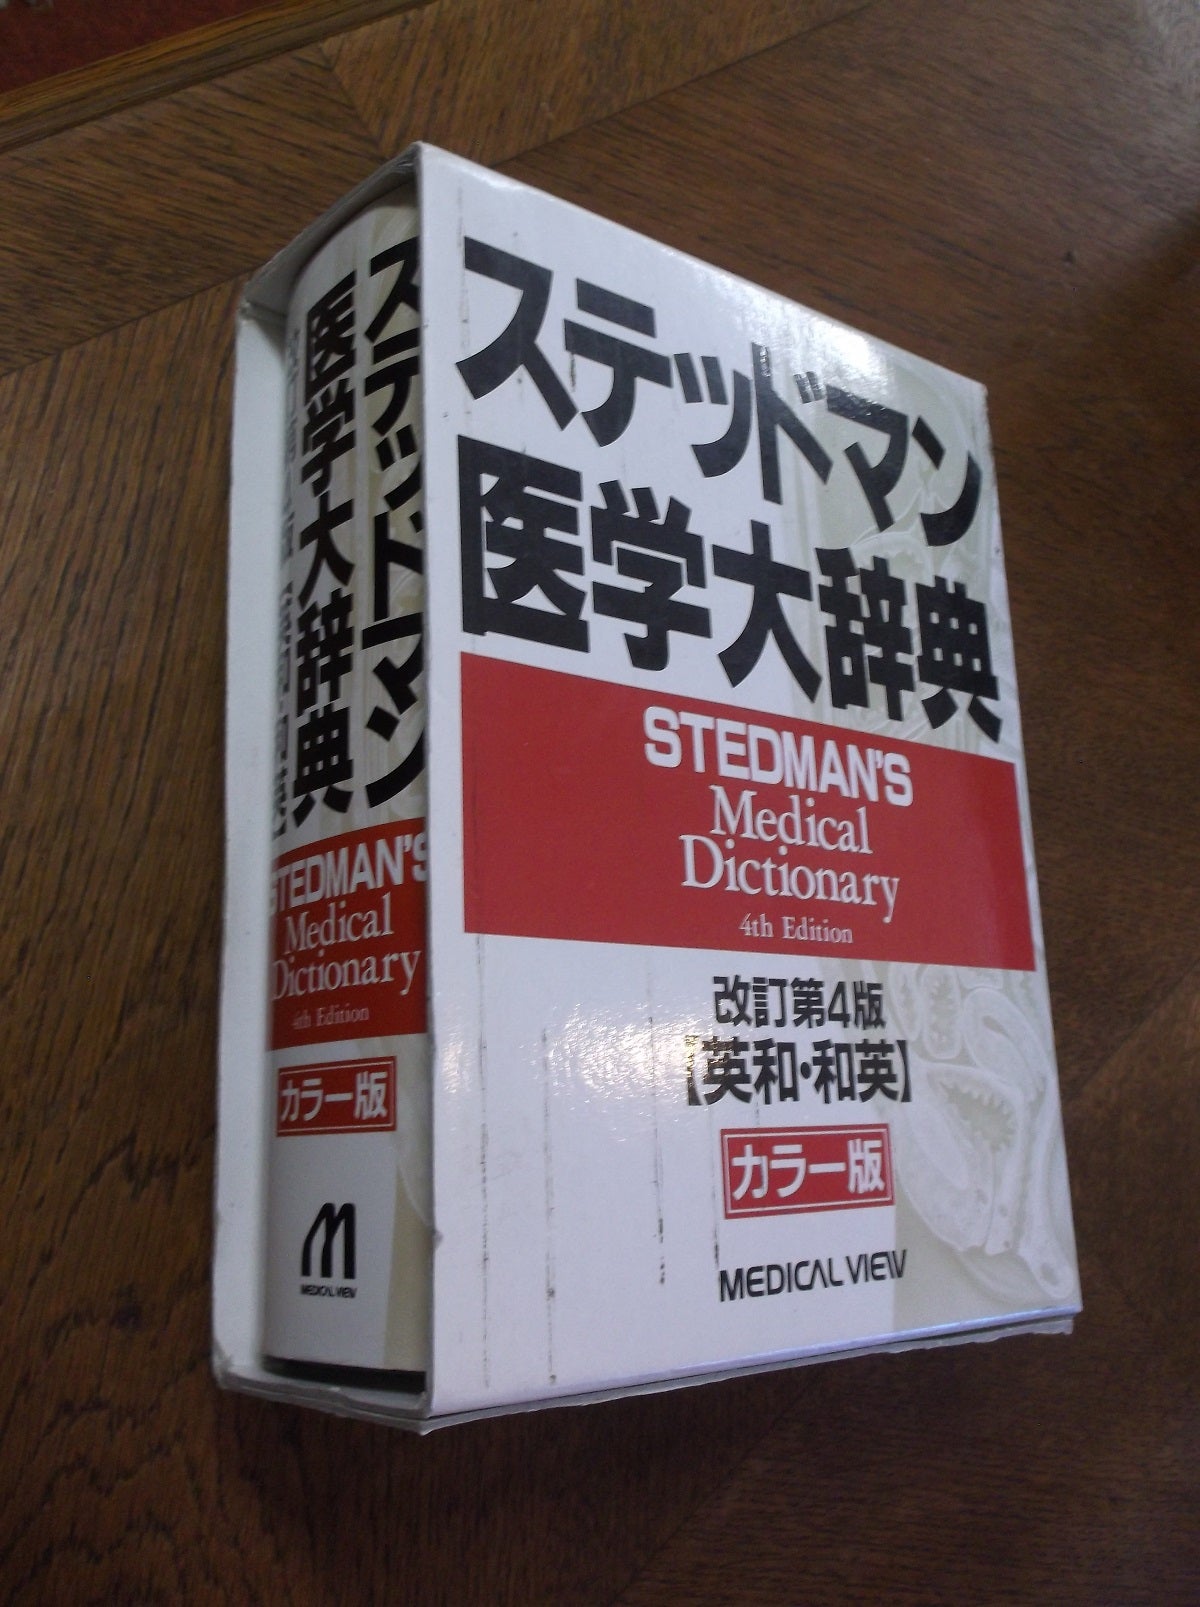 ステッドマン
医学大辞典
STEDMAN'S
Medical
Dictionary
4th Edition
改訂第4版
【英和・和英】
カラー版
MEDICAL VIEW
ステッドマン
医学大辞典
STEDMAN'S
Medical
Dictionary
4th Edition
カラー版
MEDICAL VIEW